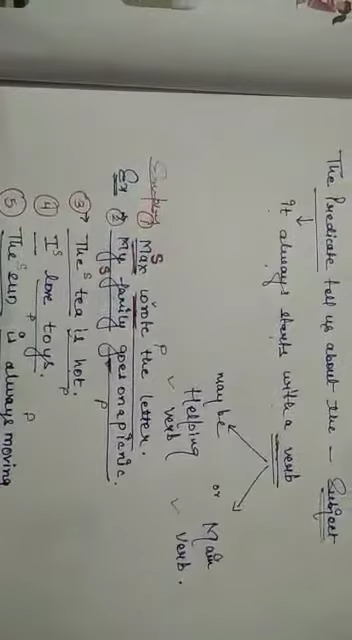 The Predicate tell us about the - Subject
It always starts with a verb
may be or
Helping verb
Main verb.
① Max wrote the letter.
S P
Ex ② My family goes on a picnic.
S P
③ The tea is hot.
S P
④ I love toys.
S P
⑤ The sun is always moving
S P